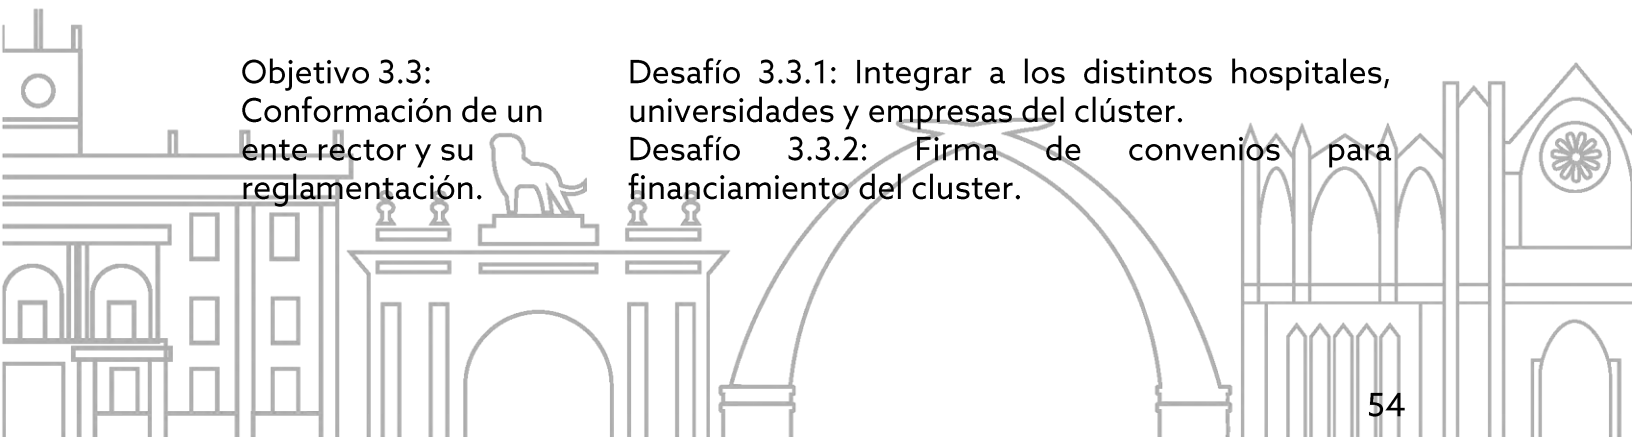 Objetivo 3.3:
Conformación de un
ente rector y su
reglamentación.
Desafío 3.3.1: Integrar a los distintos hospitales,
universidades y empresas del clúster.
Desafío 3.3.2: Firma de convenios para
financiamiento del cluster.
54